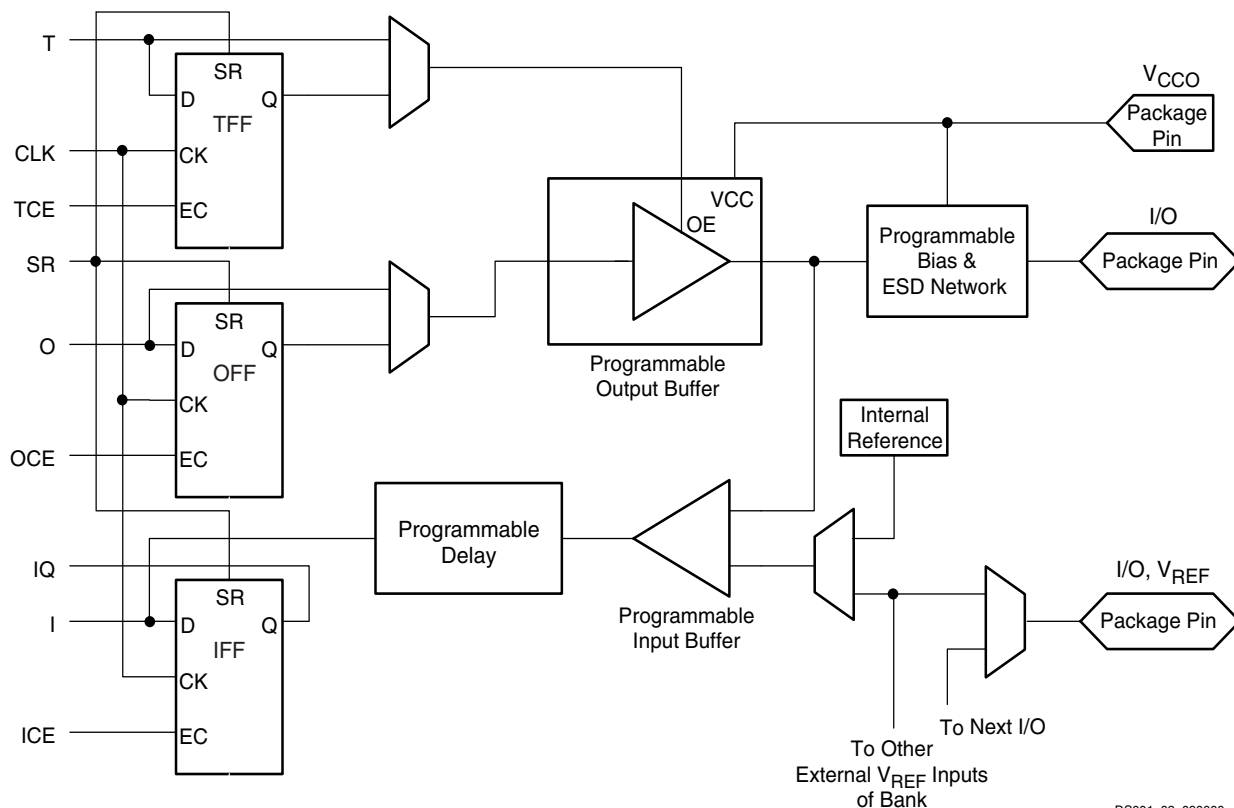 T
SR
D
Q
TFF
CLK
CK
TCE
EC
SR
SR
O
D
Q
OFF
CK
OCE
EC
IQ
SR
I
D
Q
IFF
CK
ICE
EC
VCC
OE
Programmable
Output Buffer
VCCO
Package
Pin
Programmable
Bias &
ESD Network
I/O
Package Pin
Internal
Reference
Programmable
Delay
Programmable
Input Buffer
I/O, VREF
Package Pin
To Next I/O
To Other
External VREF Inputs
of Bank